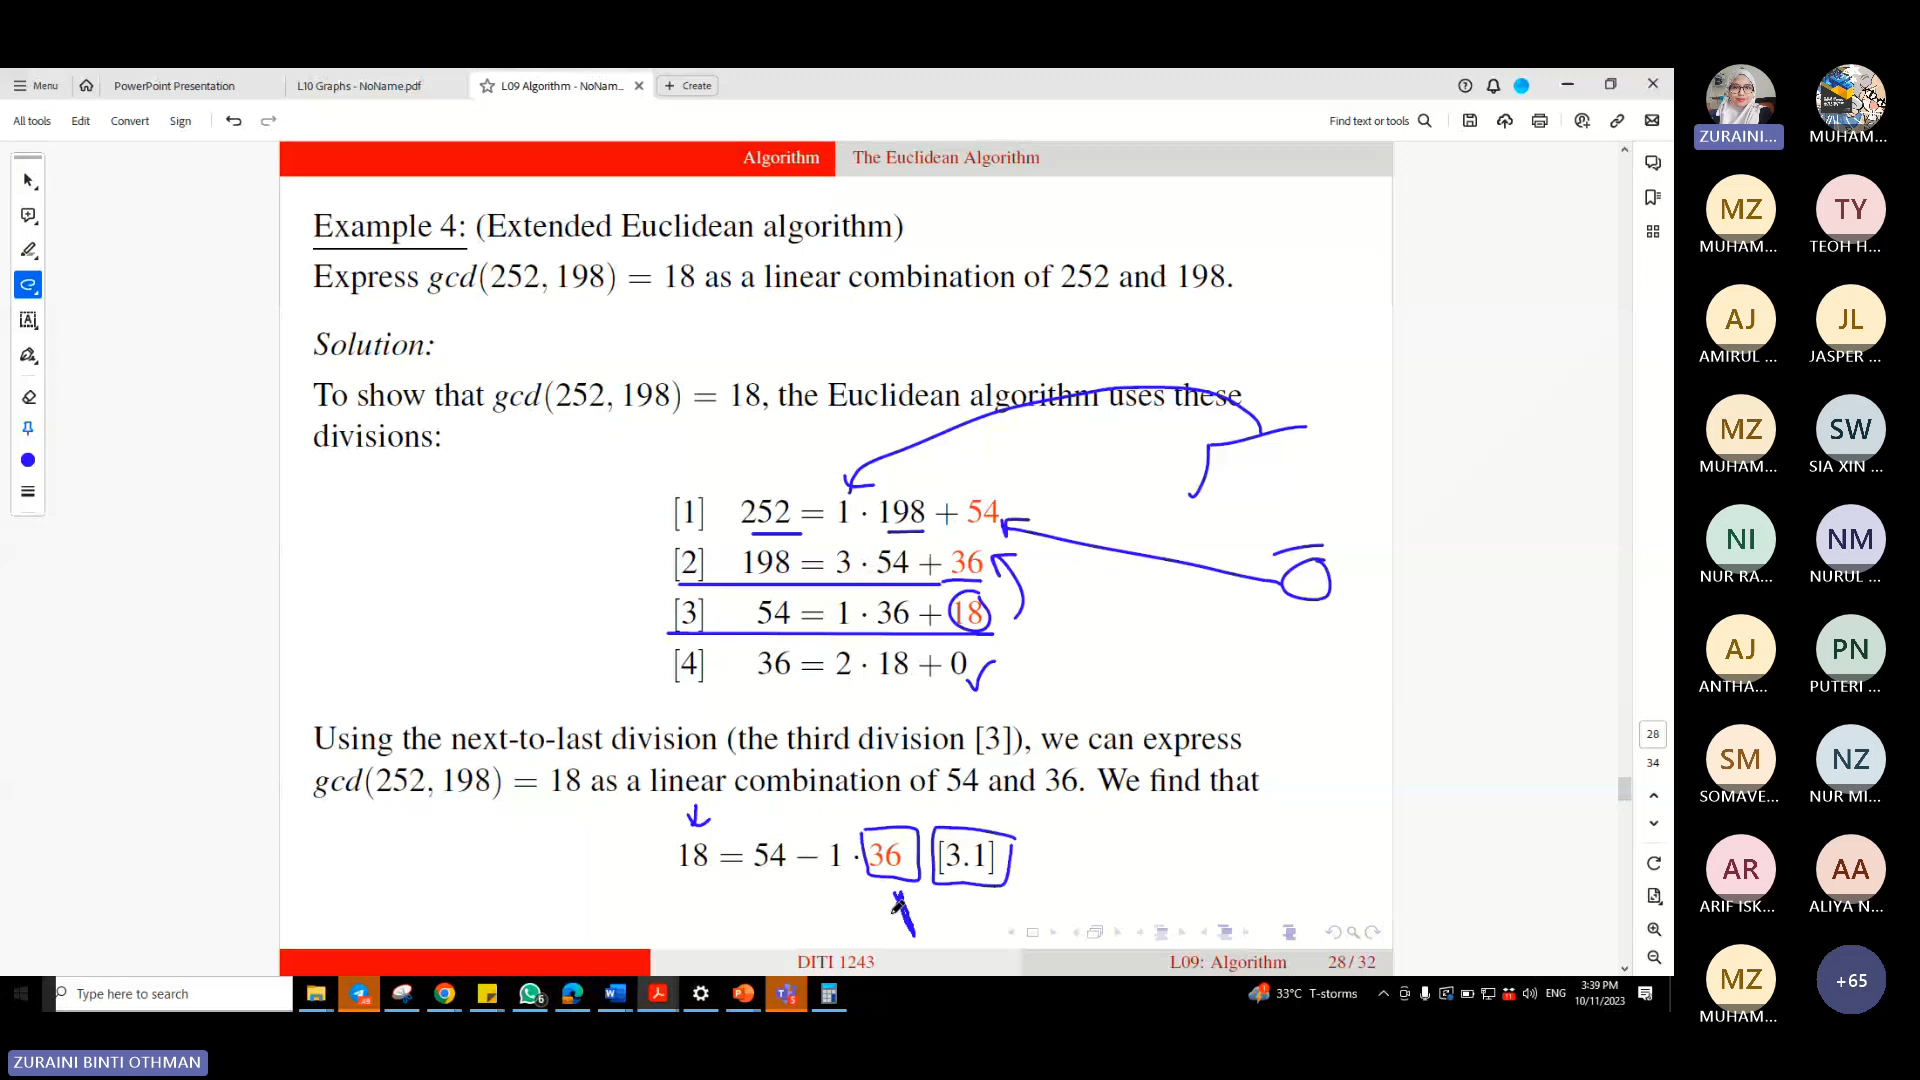 Menu
PowerPoint Presentation
L10 Graphs - NoName.pdf
L09 Algorithm - NoNam...
+ Create
All tools
Edit
Convert
Sign
Find text or tools
Algorithm
The Euclidean Algorithm
Example 4: (Extended Euclidean algorithm)
Express gcd(252, 198) = 18 as a linear combination of 252 and 198.
Solution:
To show that gcd(252, 198) = 18, the Euclidean algorithm uses these
divisions:
[1] 252 = 1 · 198 + 54
[2] 198 = 3 · 54 + 36
[3] 54 = 1 · 36 + 18
[4] 36 = 2 · 18 + 0
Using the next-to-last division (the third division [3]), we can express
gcd(252, 198) = 18 as a linear combination of 54 and 36. We find that
18 = 54 − 1 · 36 [3.1]
DITI 1243
L09: Algorithm
28 / 32
28
34
Type here to search
6
33°C T-storms
ENG
3:39 PM
10/11/2023
ZURAINI...
MUHAM...
MZ
MUHAM...
TY
TEOH H...
AJ
AMIRUL ...
JL
JASPER ...
MZ
MUHAM...
SW
SIA XIN ...
NI
NUR RA...
NM
NURUL ...
AJ
ANTHA...
PN
PUTERI ...
SM
SOMAVE...
NZ
NUR MI...
AR
ARIF ISK...
AA
ALIYA N...
MZ
MUHAM...
+65
ZURAINI BINTI OTHMAN